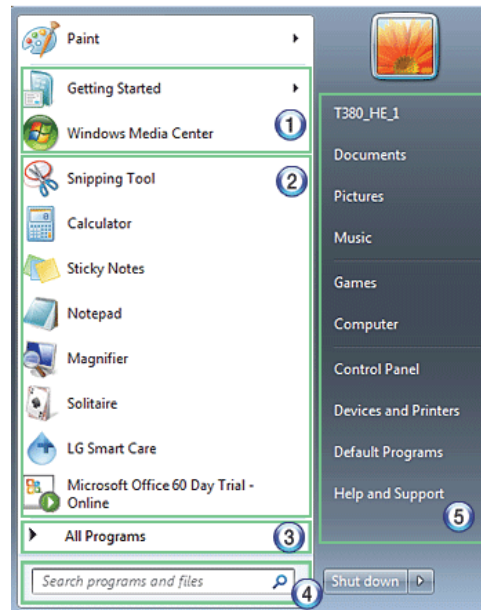 Paint
Getting Started
Windows Media Center
1
Snipping Tool
2
Calculator
Sticky Notes
Notepad
Magnifier
Solitaire
LG Smart Care
Microsoft Office 60 Day Trial -
Online
All Programs
3
Search programs and files
4
T380_HE_1
Documents
Pictures
Music
Games
Computer
Control Panel
Devices and Printers
Default Programs
Help and Support
5
Shut down